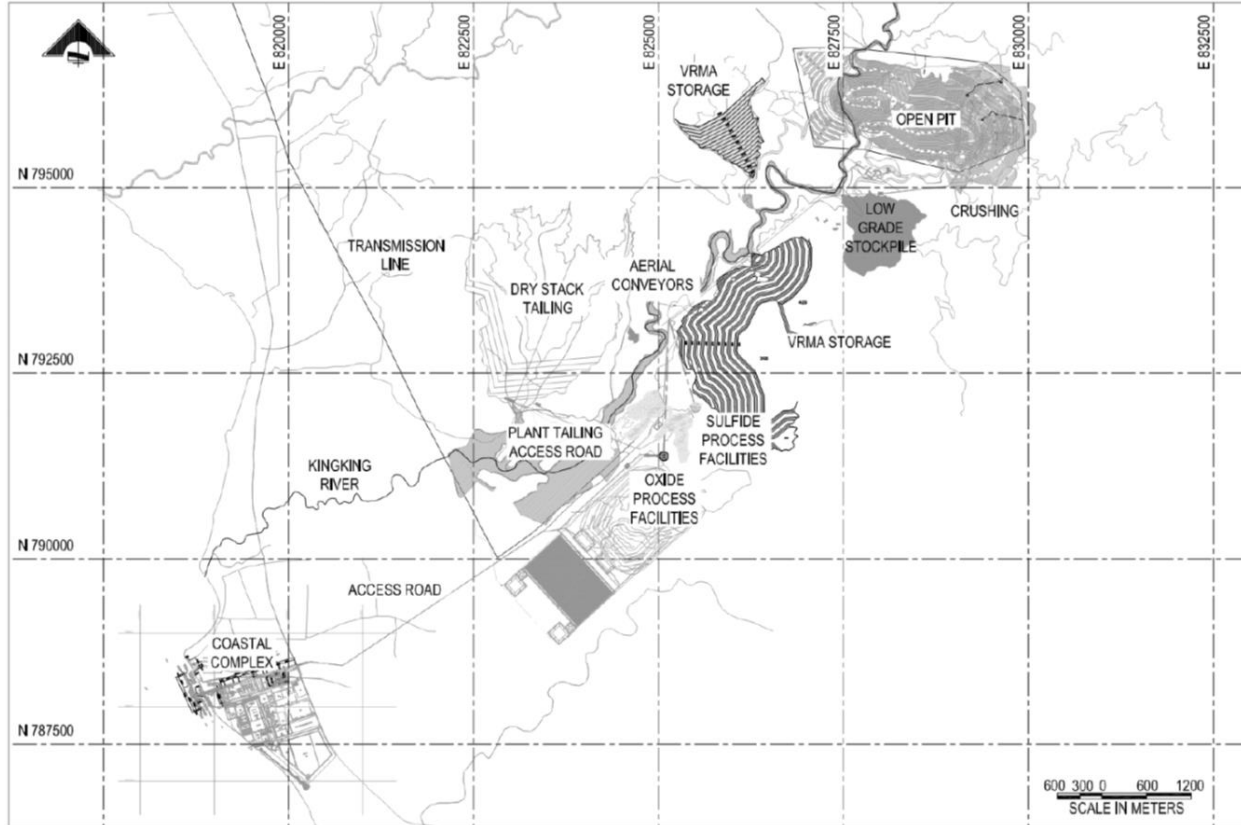 E 820000
E 822500
E 825000
E 827500
E 830000
E 832500
VRMA
STORAGE
OPEN PIT
N 795000
LOW
GRADE
STOCKPILE
CRUSHING
TRANSMISSION
LINE
AERIAL
CONVEYORS
DRY STACK
TAILING
VRMA STORAGE
N 792500
PLANT TAILING
ACCESS ROAD
SULFIDE
PROCESS
FACILITIES
KINGKING
RIVER
OXIDE
PROCESS
FACILITIES
N 790000
ACCESS ROAD
COASTAL
COMPLEX
N 787500
600 300 0 600 1200
SCALE IN METERS